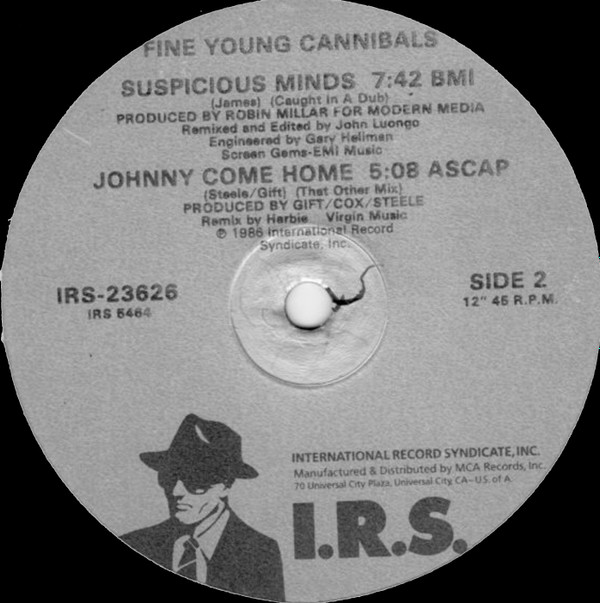 FINE YOUNG CANNIBALS
SUSPICIOUS MINDS 7:42 BMI
(James) (Caught In A Dub)
PRODUCED BY ROBIN MILLAR FOR MODERN MEDIA
Remixed and Edited by John Luongo
Engineered by Gary Hellman
Screen Gems-EMI Music
JOHNNY COME HOME 5:08 ASCAP
(Steele/Gift) (That Other Mix)
PRODUCED BY GIFT/COX/STEELE
Remix by Herbie Virgin Music
℗ 1986 International Record
Syndicate, Inc.
IRS-23626
IRS 5464
SIDE 2
12" 45 R.P.M.
INTERNATIONAL RECORD SYNDICATE, INC.
Manufactured & Distributed by MCA Records, Inc.
70 Universal City Plaza, Universal City, CA-U.S. of A.
I.R.S.